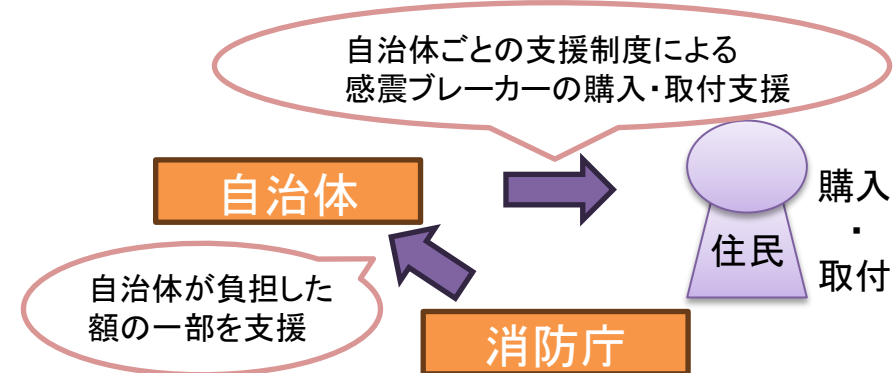 自治体ごとの支援制度による
感震ブレーカーの購入・取付支援
自治体
購入
・
取付
住民
自治体が負担した
額の一部を支援
消防庁